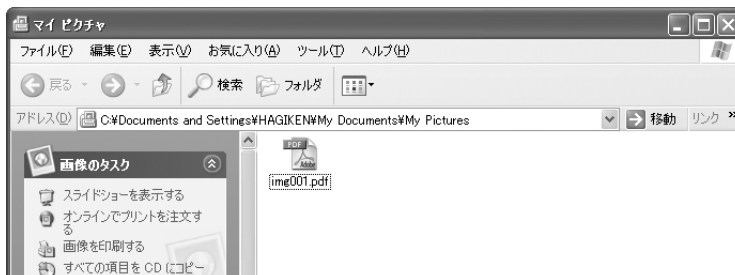 マイ ピクチャ
ファイル(F) 編集(E) 表示(V) お気に入り(A) ツール(T) ヘルプ(H)
戻る 検索 フォルダ
アドレス(D) C:¥Documents and Settings¥HAGIKEN¥My Documents¥My Pictures 移動 リンク »
画像のタスク
スライドショーを表示する
オンラインでプリントを注文す
る
画像を印刷する
すべての項目を CD にコピー
PDF
Adobe
img001.pdf